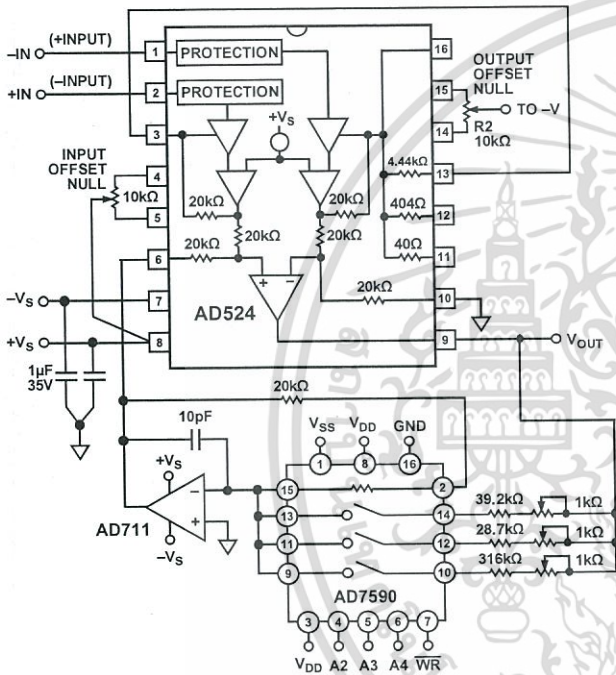 –IN (+INPUT)
+IN (–INPUT)
1 PROTECTION
2 PROTECTION
3
INPUT
OFFSET
NULL
4
10kΩ
5
6
–VS 7
+VS 8
1μF
35V
+VS
4.44kΩ
404Ω
40Ω
20kΩ 20kΩ
20kΩ 20kΩ
20kΩ
20kΩ
+ –
AD524
16
OUTPUT
OFFSET
NULL
15
TO –V
14
R2
10kΩ
13
12
11
10
9
VOUT
20kΩ
10pF
+VS
–
+
AD711
–VS
VSS VDD GND
1 8 16
15 2
13 14 39.2kΩ 1kΩ
11 12 28.7kΩ 1kΩ
9 10 316kΩ 1kΩ
AD7590
3 4 5 6 7
VDD A2 A3 A4 WR